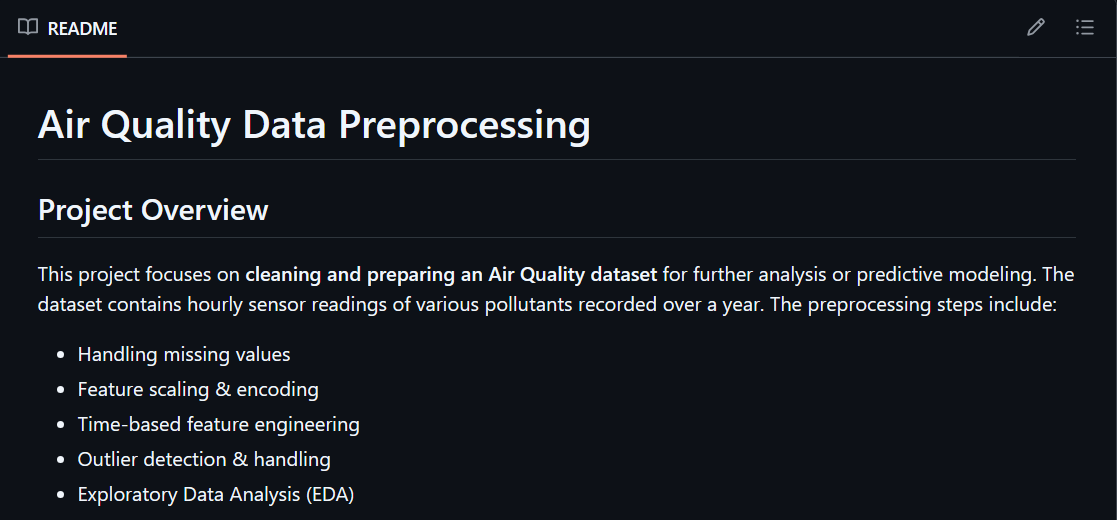 README
Air Quality Data Preprocessing
Project Overview
This project focuses on cleaning and preparing an Air Quality dataset for further analysis or predictive modeling. The
dataset contains hourly sensor readings of various pollutants recorded over a year. The preprocessing steps include:
• Handling missing values
• Feature scaling & encoding
• Time-based feature engineering
• Outlier detection & handling
• Exploratory Data Analysis (EDA)